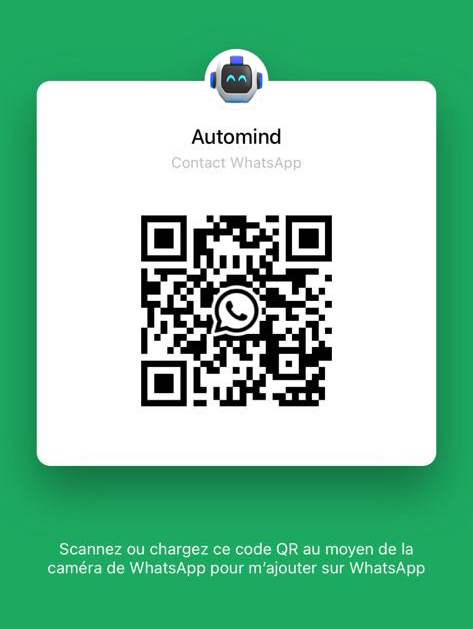 Automind
Contact WhatsApp
Scannez ou chargez ce code QR au moyen de la
caméra de WhatsApp pour m’ajouter sur WhatsApp